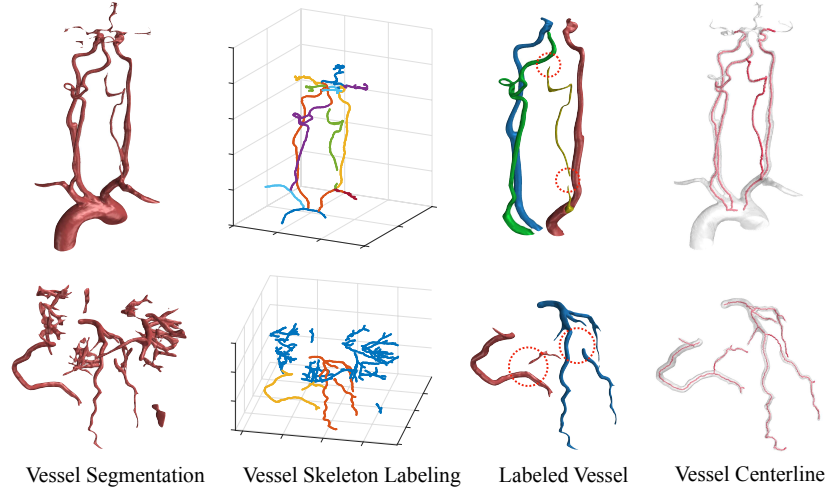 Vessel Segmentation
Vessel Skeleton Labeling
Labeled Vessel
Vessel Centerline